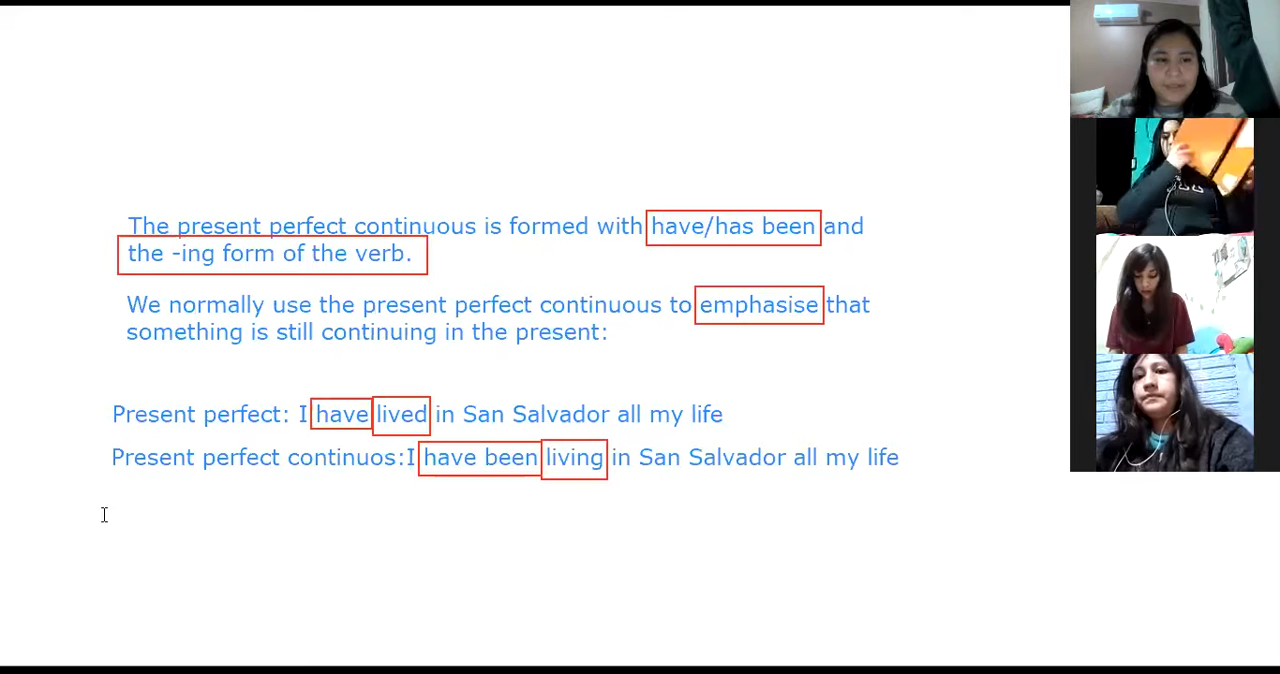 The present perfect continuous is formed with have/has been and
the -ing form of the verb.
We normally use the present perfect continuous to emphasise that
something is still continuing in the present:
Present perfect: I have lived in San Salvador all my life
Present perfect continuos:I have been living in San Salvador all my life